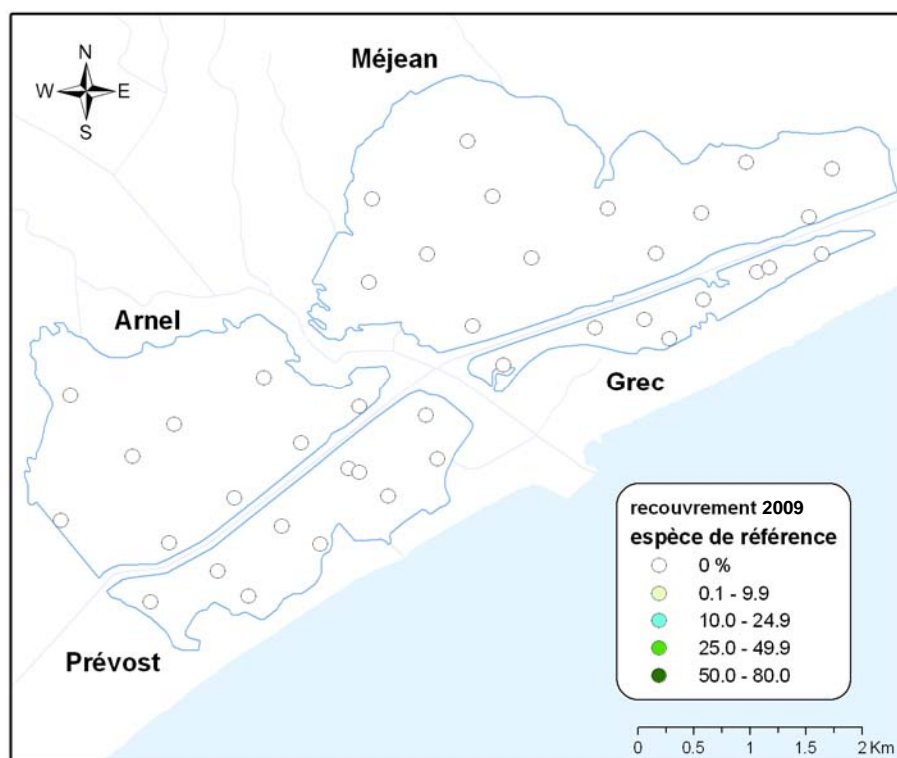 Méjean
N
W E
S
Arnel
Grec
Prévost
recouvrement 2009
espèce de référence
0 %
0.1 - 9.9
10.0 - 24.9
25.0 - 49.9
50.0 - 80.0
0 0.5 1 1.5 2 Km